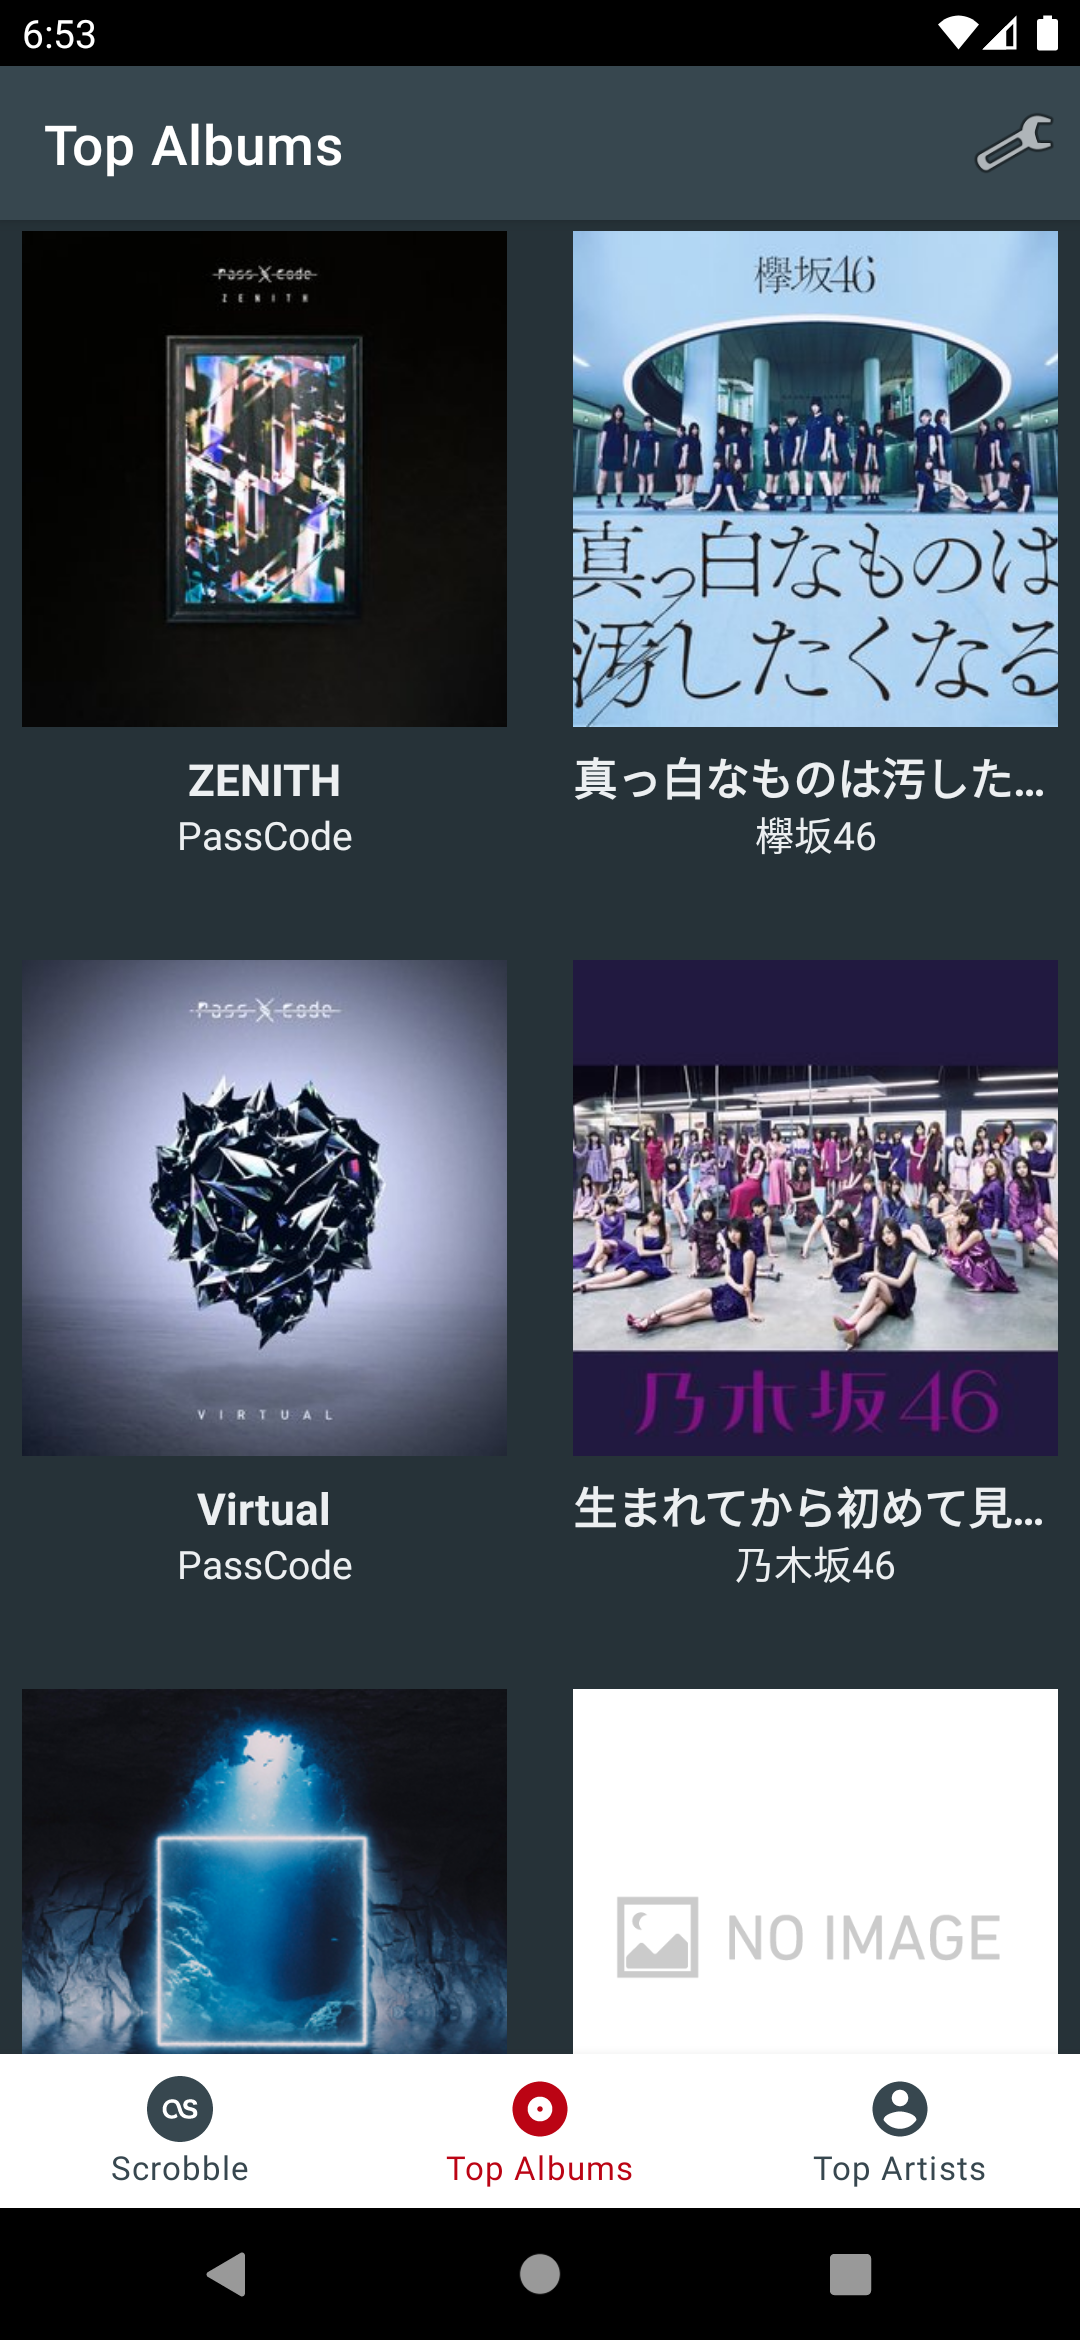 6:53
Top Albums
Pass Code
ZENITH
欅坂46
真っ白なものは
汚したくなる
ZENITH
PassCode
真っ白なものは汚した...
欅坂46
Pass Code
VIRTUAL
乃木坂46
Virtual
PassCode
生まれてから初めて見...
乃木坂46
NO IMAGE
Scrobble
Top Albums
Top Artists